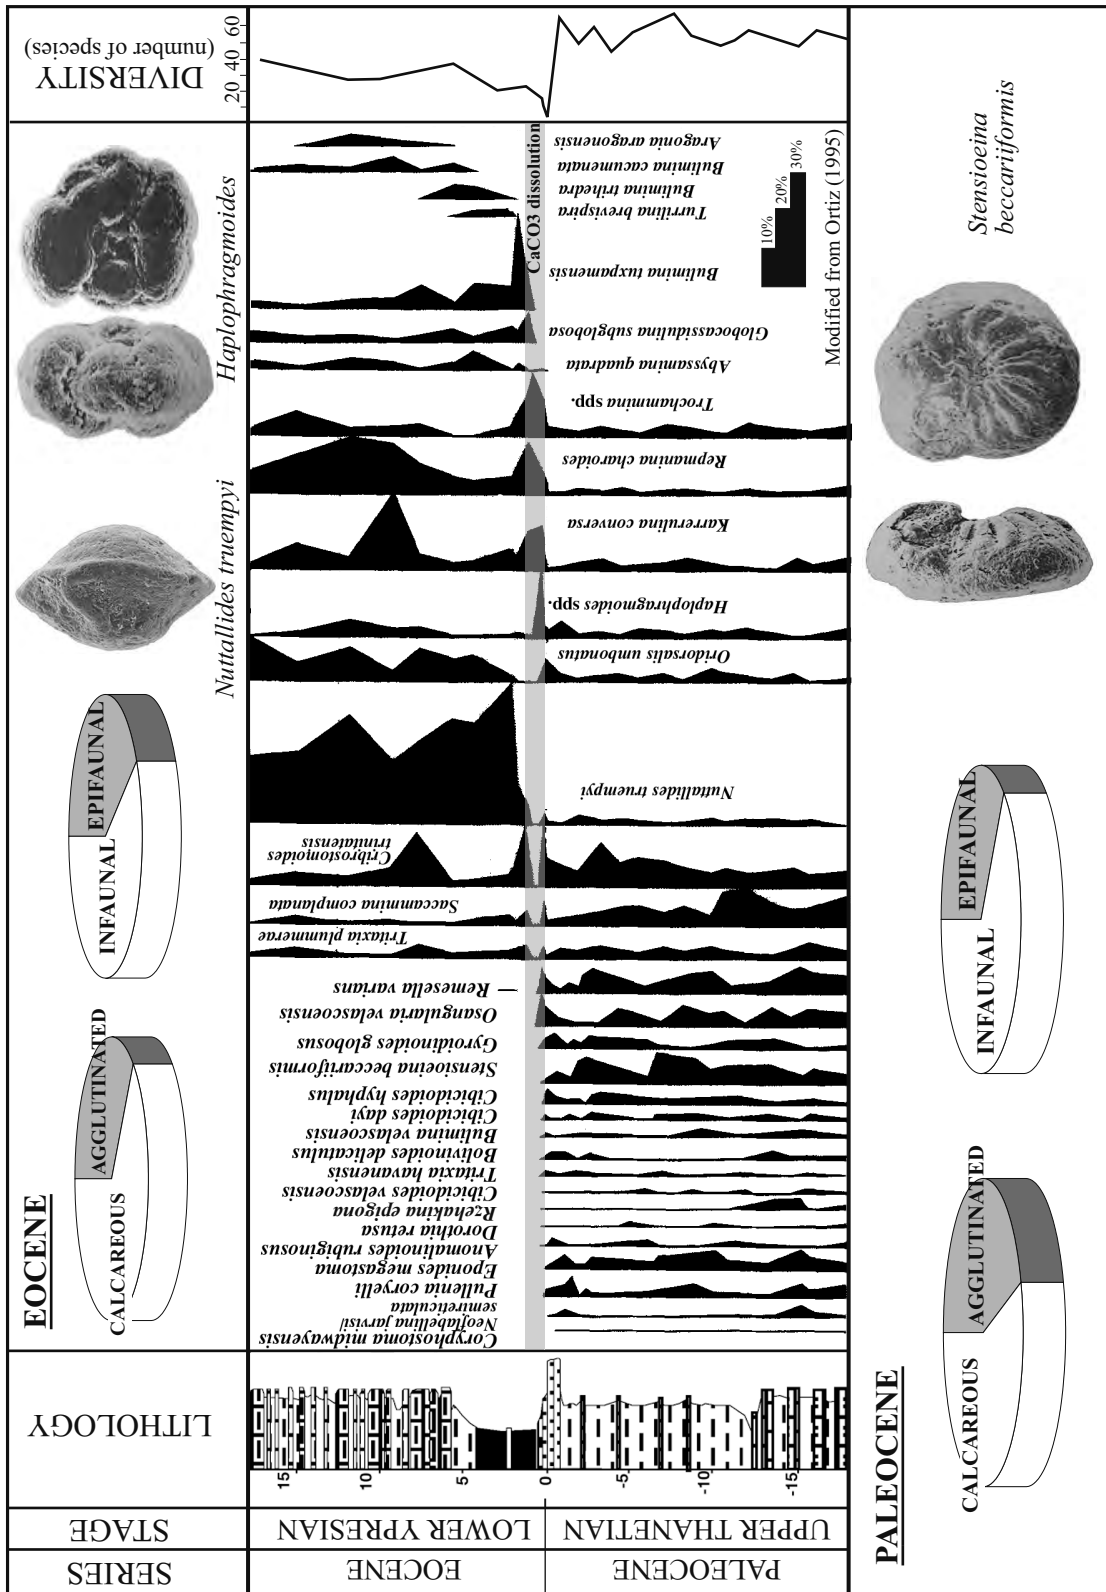 EOCENE
CALCAREOUS
AGGLUTINATED
INFAUNAL
EPIFAUNAL
Nuttallides truempyi
Haplophragmoides
SERIES
STAGE
LITHOLOGY
DIVERSITY
(number of species)
20
40
60
EOCENE
PALEOCENE
LOWER YPRESIAN
UPPER THANETIAN
15
10
5
0
-5
-10
-15
Coryphostoma midwayensis
Neoflabellina jarvisi/
semireticulata
Pullenia coryelli
Eponides megastoma
Anomalinoides rubiginosus
Dorothia retusa
Rzehakina epigona
Cibicidoides velascoensis
Tritaxia havanensis
Bolivinoides delicatulus
Bulimina velascoensis
Cibicidoides dayi
Cibicidoides hyphalus
Stensioeina beccariiformis
Gyroidinoides globosus
Osangularia velascoensis
Remesella varians
Tritaxia plummerae
Saccammina complanata
Cribrostomoides
trinitatensis
Nuttallides truempyi
Oridorsalis umbonatus
Haplophragmoides spp.
Karrerulina conversa
Repmanina charoides
Trochammina spp.
Abyssamina quadrata
Globocassidulina subglobosa
Bulimina tuxpamensis
Turrilina brevispira
Bulimina trihedra
Bulimina cacumenata
Aragonia aragonensis
CaCO3 dissolution
10%
20%
30%
Modified from Ortiz (1995)
PALEOCENE
CALCAREOUS
AGGLUTINATED
INFAUNAL
EPIFAUNAL
Stensioeina
beccariiformis